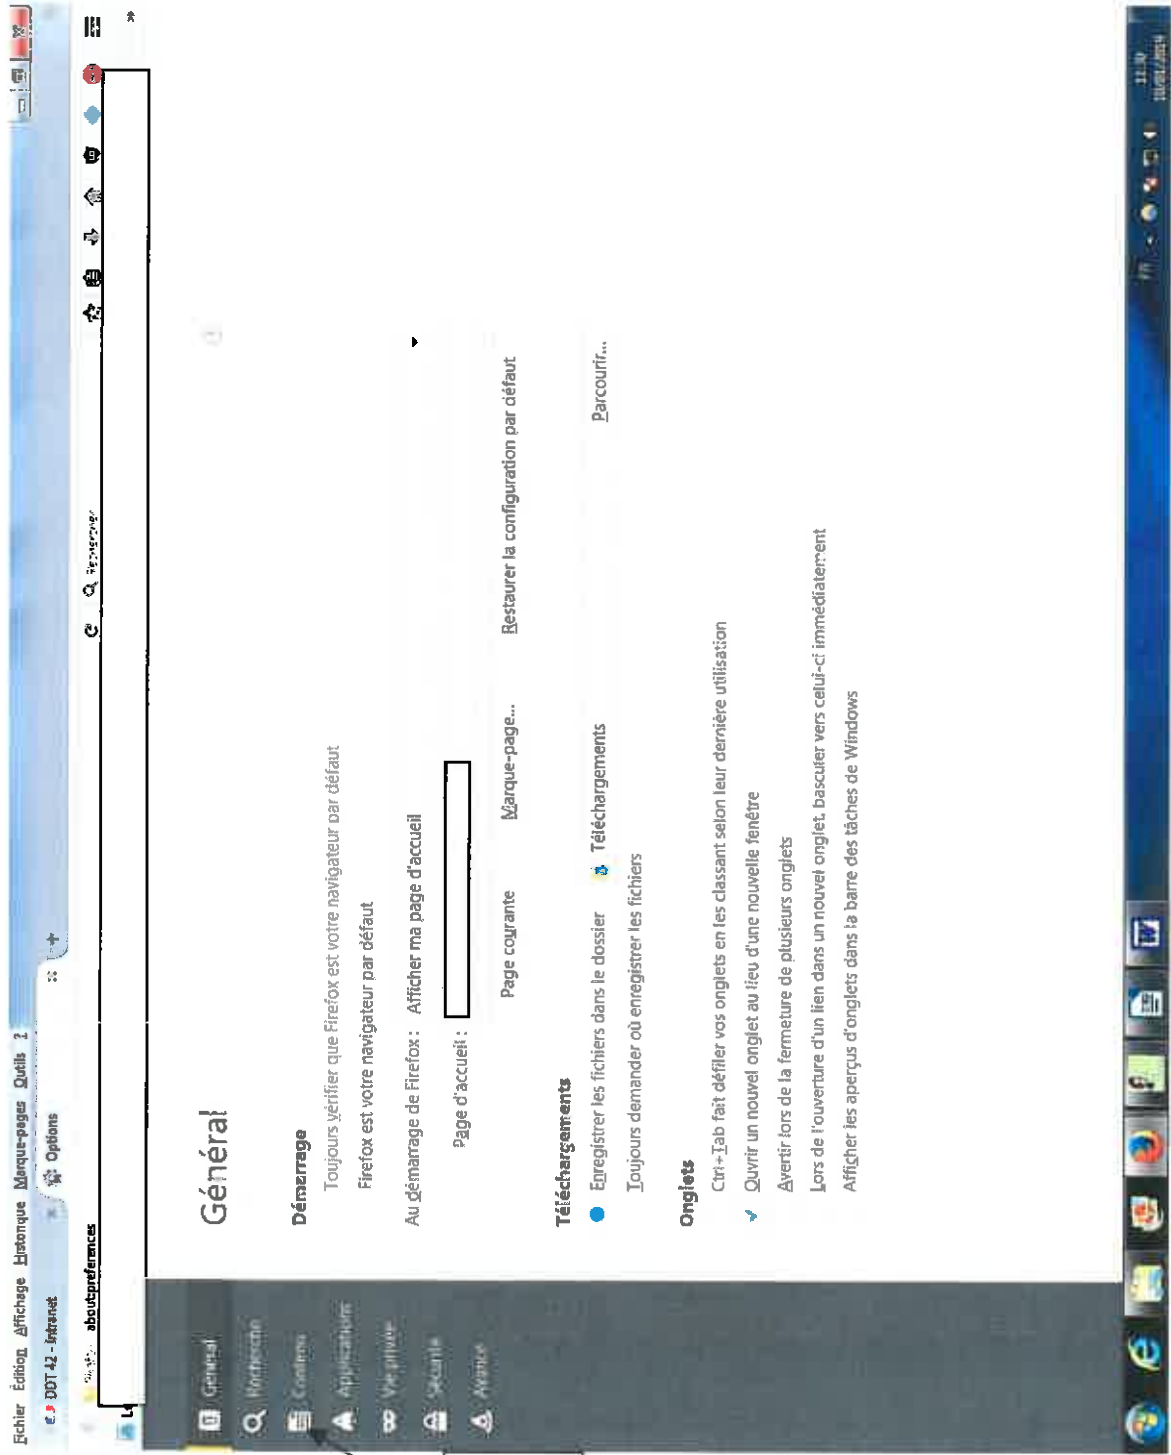 Fichier Édition Affichage Historique Marque-pages Outils ?
DDT 42 - Intranet
Options
about:preferences
Rechercher
Général
Recherche
Contenu
Applications
Vie privée
Sécurité
Avancé
Général
Démarrage
Toujours vérifier que Firefox est votre navigateur par défaut
Firefox est votre navigateur par défaut
Au démarrage de Firefox : Afficher ma page d'accueil
Page d'accueil :
Page courante Marque-page... Restaurer la configuration par défaut
Téléchargements
Enregistrer les fichiers dans le dossier Téléchargements Parcourir...
Toujours demander où enregistrer les fichiers
Onglets
Ctrl+Tab fait défiler vos onglets en les classant selon leur dernière utilisation
Ouvrir un nouvel onglet au lieu d'une nouvelle fenêtre
Avertir lors de la fermeture de plusieurs onglets
Lors de l'ouverture d'un lien dans un nouvel onglet, basculer vers celui-ci immédiatement
Afficher les aperçus d'onglets dans la barre des tâches de Windows
FR